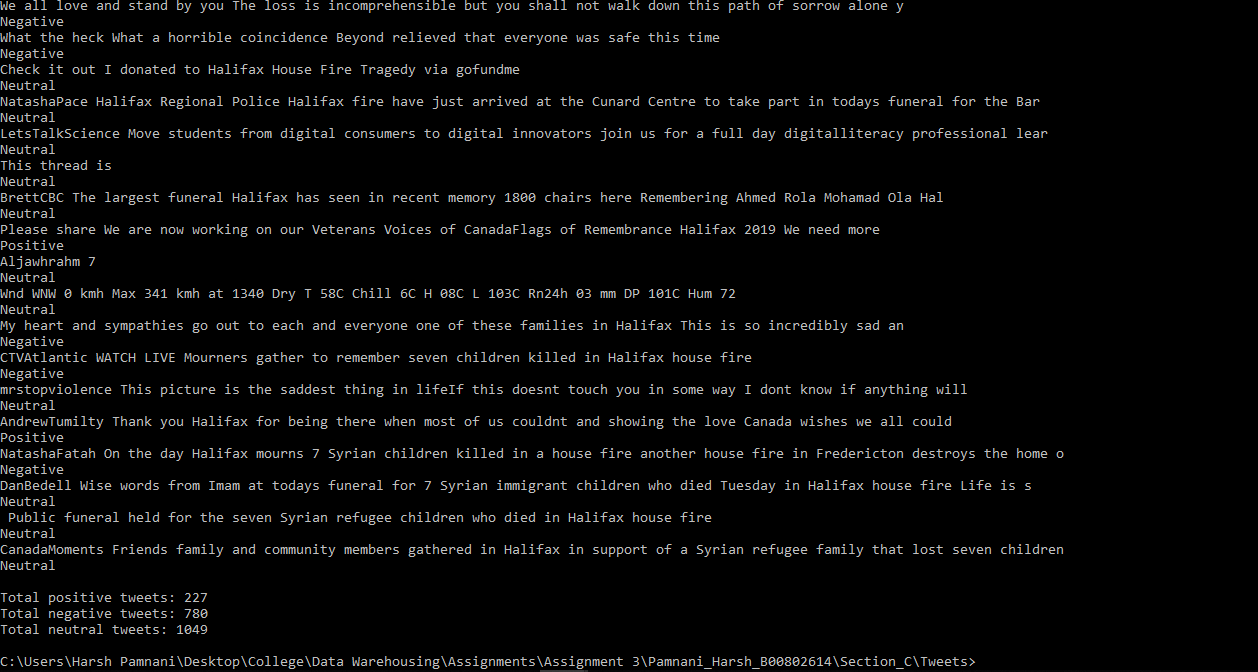 We all love and stand by you The loss is incomprehensible but you shall not walk down this path of sorrow alone y
Negative
What the heck What a horrible coincidence Beyond relieved that everyone was safe this time
Negative
Check it out I donated to Halifax House Fire Tragedy via gofundme
Neutral
NatashaPace Halifax Regional Police Halifax fire have just arrived at the Cunard Centre to take part in todays funeral for the Bar
Neutral
LetsTalkScience Move students from digital consumers to digital innovators join us for a full day digitalliteracy professional lear
Neutral
This thread is
Neutral
BrettCBC The largest funeral Halifax has seen in recent memory 1800 chairs here Remembering Ahmed Rola Mohamad Ola Hal
Neutral
Please share We are now working on our Veterans Voices of CanadaFlags of Remembrance Halifax 2019 We need more
Positive
Aljawhrahm 7
Neutral
Wnd WNW 0 kmh Max 341 kmh at 1340 Dry T 58C Chill 6C H 08C L 103C Rn24h 03 mm DP 101C Hum 72
Neutral
My heart and sympathies go out to each and everyone one of these families in Halifax This is so incredibly sad an
Negative
CTVAtlantic WATCH LIVE Mourners gather to remember seven children killed in Halifax house fire
Negative
mrstopviolence This picture is the saddest thing in lifeIf this doesnt touch you in some way I dont know if anything will
Neutral
AndrewTumilty Thank you Halifax for being there when most of us couldnt and showing the love Canada wishes we all could
Positive
NatashaFatah On the day Halifax mourns 7 Syrian children killed in a house fire another house fire in Fredericton destroys the home o
Negative
DanBedell Wise words from Imam at todays funeral for 7 Syrian immigrant children who died Tuesday in Halifax house fire Life is s
Neutral
Public funeral held for the seven Syrian refugee children who died in Halifax house fire
Neutral
CanadaMoments Friends family and community members gathered in Halifax in support of a Syrian refugee family that lost seven children
Neutral
Total positive tweets: 227
Total negative tweets: 780
Total neutral tweets: 1049
C:\Users\Harsh Pamnani\Desktop\College\Data Warehousing\Assignments\Assignment 3\Pamnani_Harsh_B00802614\Section_C\Tweets>